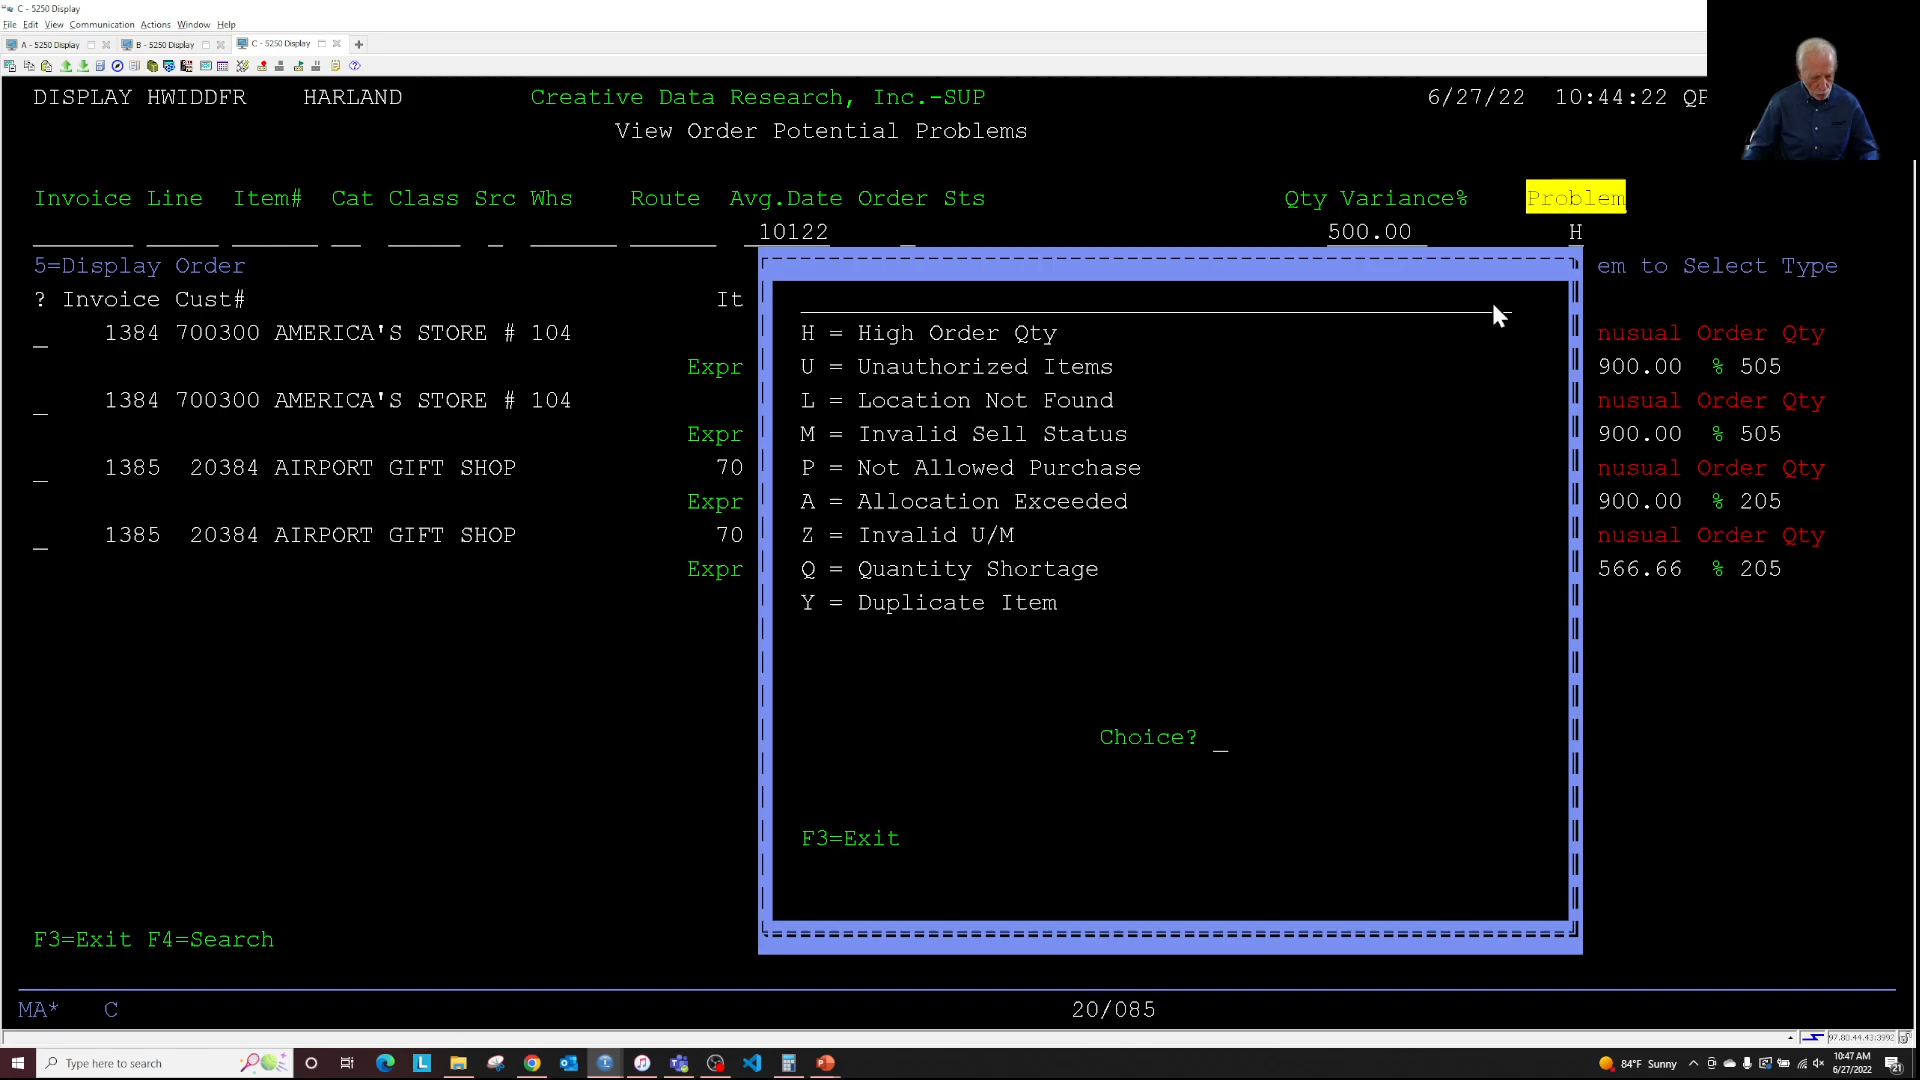 C - 5250 Display
File Edit View Communication Actions Window Help
A - 5250 Display B - 5250 Display C - 5250 Display
DISPLAY HWIDDFR HARLAND Creative Data Research, Inc.-SUP 6/27/22 10:44:22
View Order Potential Problems
Invoice Line Item# Cat Class Src Whs Route Avg.Date Order Sts Qty Variance% Problem
10122 500.00 H
5=Display Order em to Select Type
? Invoice Cust# It
1384 700300 AMERICA'S STORE # 104 H = High Order Qty nusual Order Qty
Expr U = Unauthorized Items 900.00 % 505
1384 700300 AMERICA'S STORE # 104 L = Location Not Found nusual Order Qty
Expr M = Invalid Sell Status 900.00 % 505
1385 20384 AIRPORT GIFT SHOP 70 P = Not Allowed Purchase nusual Order Qty
Expr A = Allocation Exceeded 900.00 % 205
1385 20384 AIRPORT GIFT SHOP 70 Z = Invalid U/M nusual Order Qty
Expr Q = Quantity Shortage 566.66 % 205
Y = Duplicate Item
Choice? _
F3=Exit
F3=Exit F4=Search
MA* C 20/085
97.80.44.43:3992
Type here to search 84°F Sunny 10:47 AM
6/27/2022 21